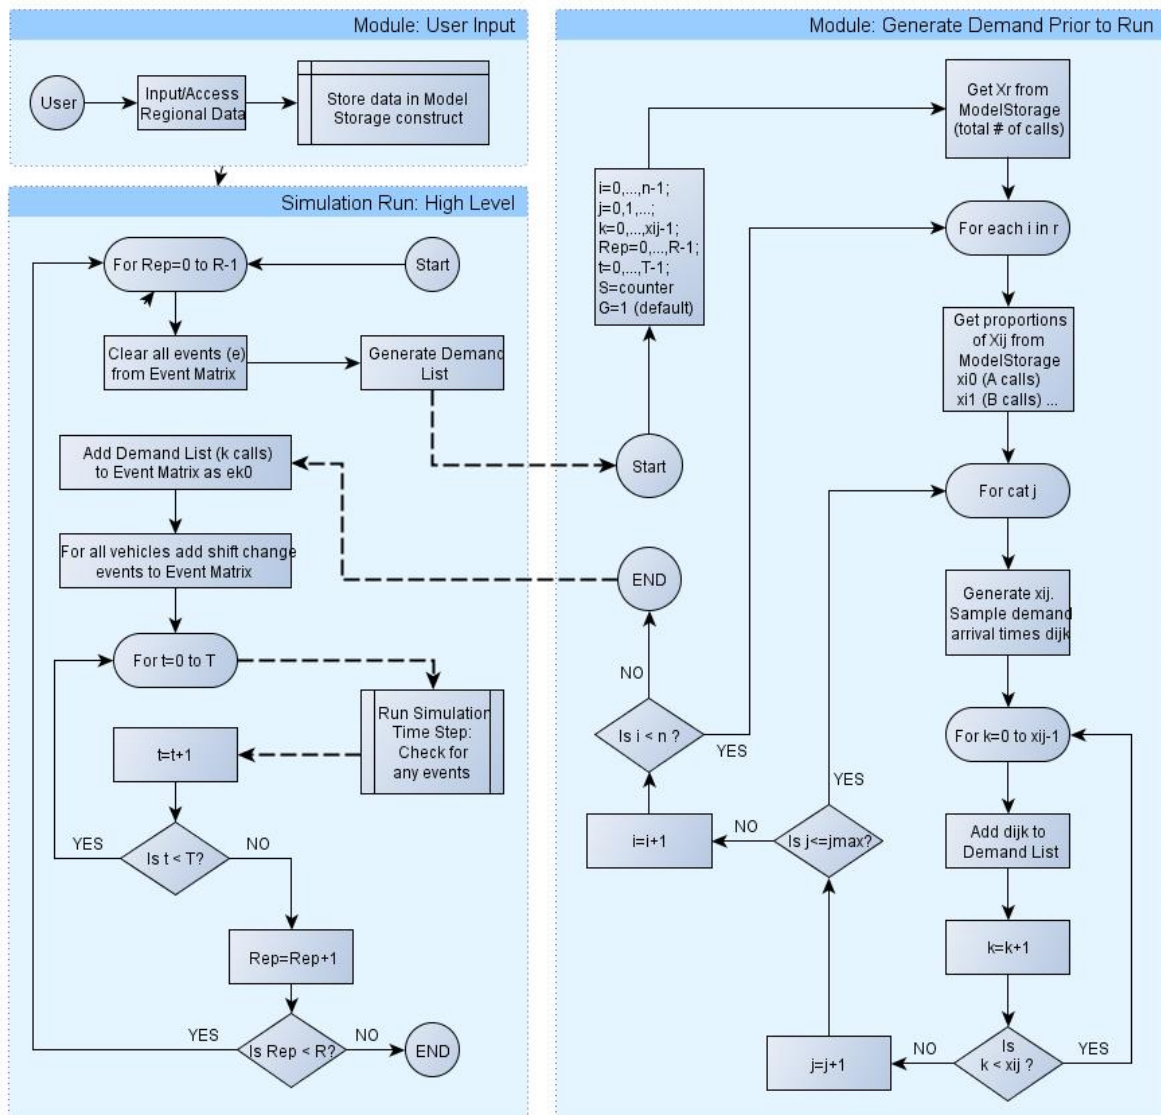 Module: User Input
User
Input/Access
Regional Data
Store data in Model
Storage construct
Simulation Run: High Level
For Rep=0 to R-1
Start
Clear all events (e)
from Event Matrix
Generate Demand
List
Add Demand List (k calls)
to Event Matrix as ek0
For all vehicles add shift change
events to Event Matrix
For t=0 to T
Run Simulation
Time Step:
Check for
any events
t=t+1
YES
Is t < T?
NO
Rep=Rep+1
YES
Is Rep < R?
NO
END
Module: Generate Demand Prior to Run
Get Xr from
ModelStorage
(total # of calls)
i=0,...,n-1;
j=0,1,...;
k=0,...,xij-1;
Rep=0,...,R-1;
t=0,...,T-1;
S=counter
G=1 (default)
For each i in r
Get proportions
of Xij from
ModelStorage
xi0 (A calls)
xi1 (B calls) ...
Start
For cat j
END
Generate xij.
Sample demand
arrival times dijk
NO
Is i < n ?
YES
For k=0 to xij-1
YES
i=i+1
NO
Is j<=jmax?
Add dijk to
Demand List
k=k+1
j=j+1
NO
Is
k < xij ?
YES